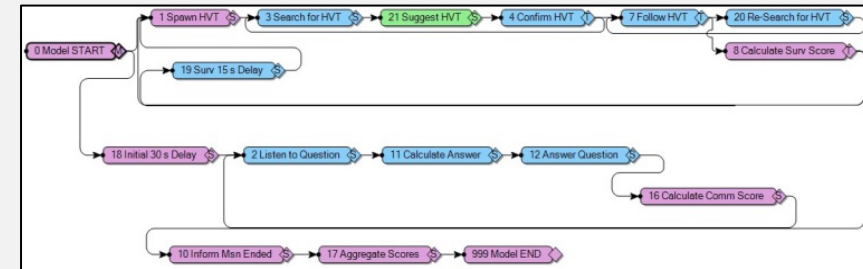 1 Spawn HVT S
3 Search for HVT S
21 Suggest HVT S
4 Confirm HVT T
7 Follow HVT T
20 Re-Search for HVT S
0 Model START M
8 Calculate Surv Score T
19 Surv 15 s Delay S
18 Initial 30 s Delay S
2 Listen to Question S
11 Calculate Answer S
12 Answer Question S
16 Calculate Comm Score S
10 Inform Msn Ended S
17 Aggregate Scores S
999 Model END